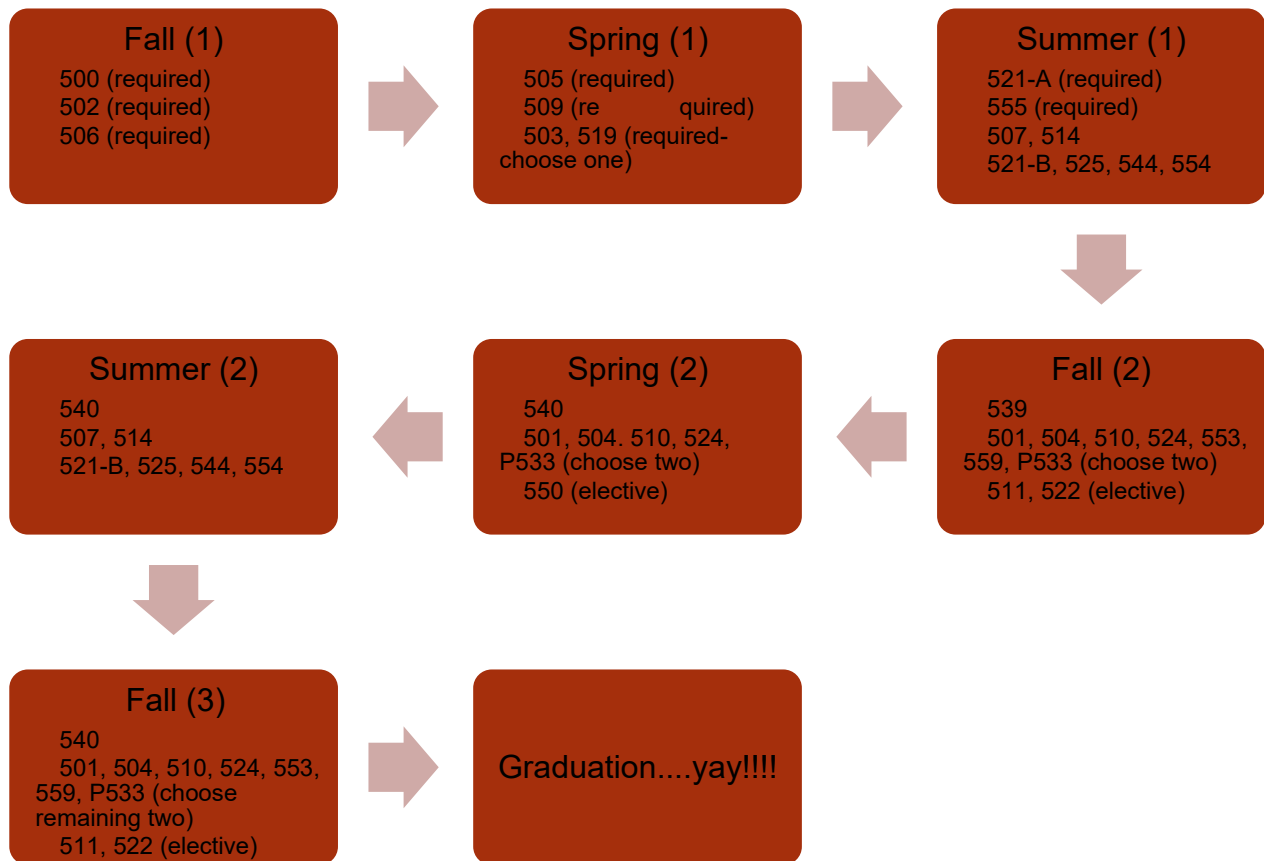 Fall (1)
500 (required)
502 (required)
506 (required)
Spring (1)
505 (required)
509 (re quired)
503, 519 (required-
choose one)
Summer (1)
521-A (required)
555 (required)
507, 514
521-B, 525, 544, 554
Fall (2)
539
501, 504, 510, 524, 553,
559, P533 (choose two)
511, 522 (elective)
Spring (2)
540
501, 504. 510, 524,
P533 (choose two)
550 (elective)
Summer (2)
540
507, 514
521-B, 525, 544, 554
Fall (3)
540
501, 504, 510, 524, 553,
559, P533 (choose
remaining two)
511, 522 (elective)
Graduation....yay!!!!